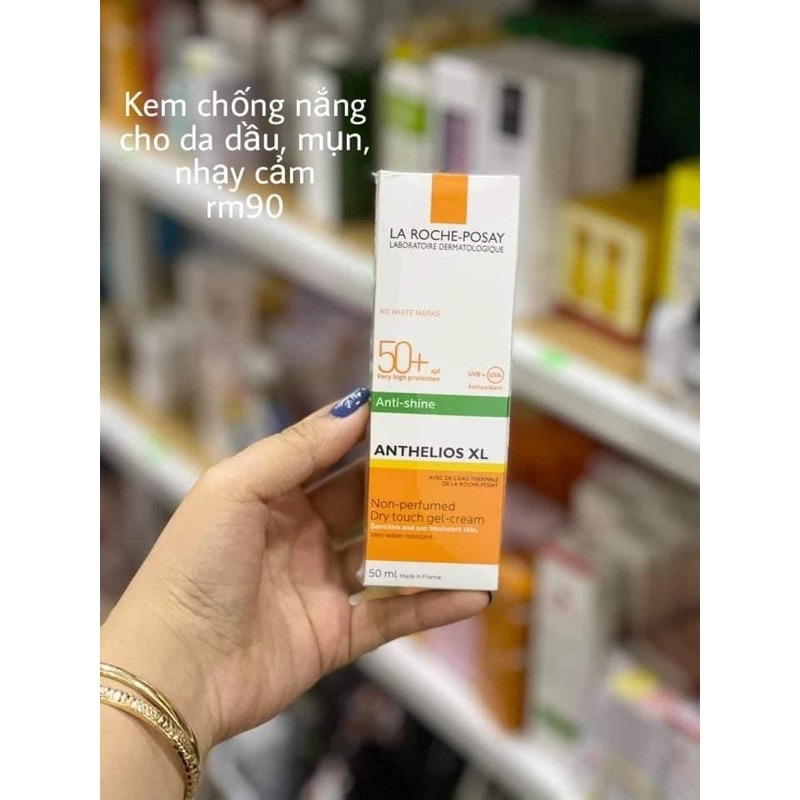 Kem chống nắng
cho da dầu, mụn,
nhạy cảm
rm90
LA ROCHE-POSAY
LABORATOIRE DERMATOLOGIQUE
NO WHITE MARKS
50+ spf
Very high protection
UVB + UVA
Antioxidant
Anti-shine
ANTHELIOS XL
AVEC DE L'EAU THERMALE
DE LA ROCHE-POSAY
Non-perfumed
Dry touch gel-cream
Sensitive and sun intolerant skin.
Very water resistant.
50 ml Made in France